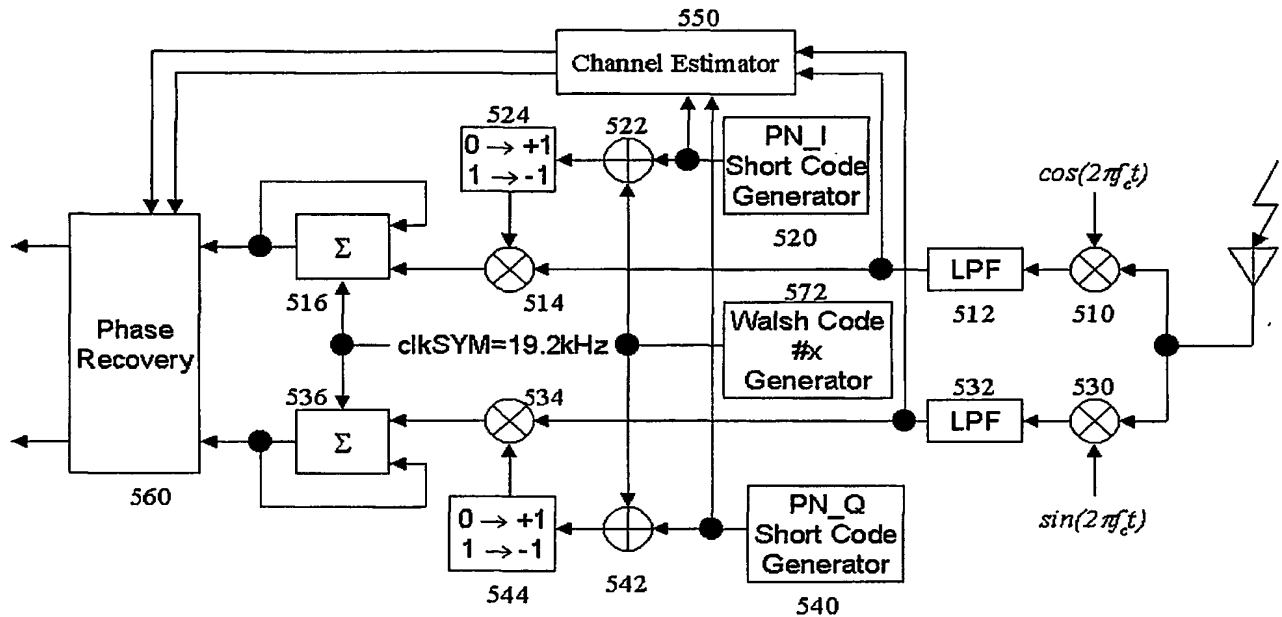 550
Channel Estimator
524
0 → +1
1 → -1
522
PN_I
Short Code
Generator
520
cos(2πf_ct)
Σ
516
514
LPF
512
510
572
Walsh Code
#x
Generator
Phase
Recovery
clkSYM=19.2kHz
536
Σ
534
532
LPF
530
560
0 → +1
1 → -1
544
542
PN_Q
Short Code
Generator
540
sin(2πf_ct)